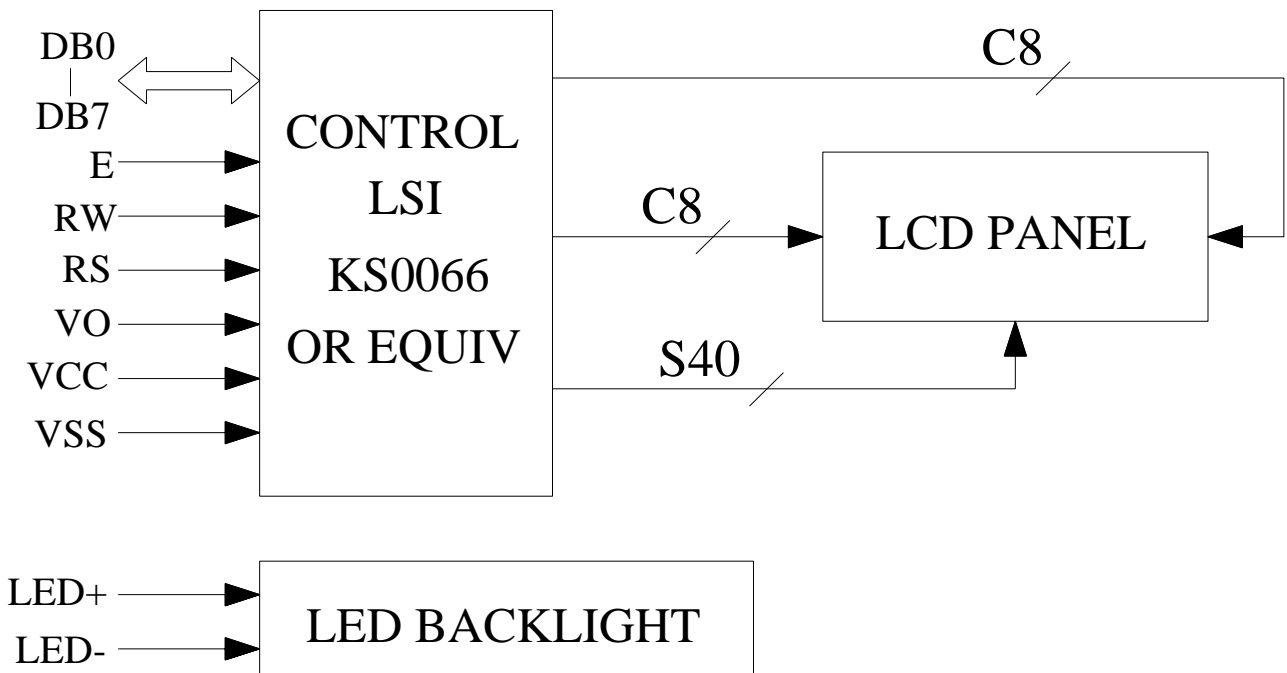 DB0
DB7
E
RW
RS
VO
VCC
VSS
CONTROL
LSI
KS0066
OR EQUIV
C8
C8
S40
LCD PANEL
LED+
LED-
LED BACKLIGHT